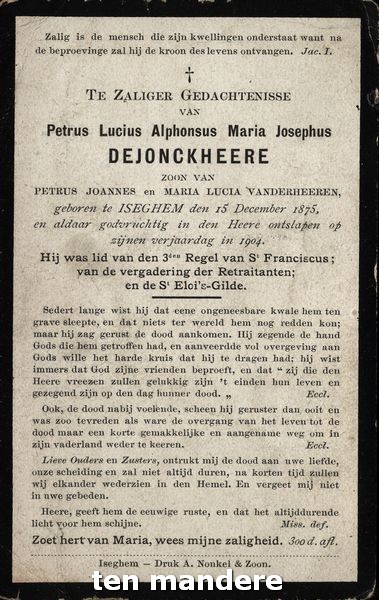 Zalig is de mensch die zijn kwellingen onderstaat want na
de beproevinge zal hij de kroon des levens ontvangen. Jac. I.
†
TE ZALIGER GEDACHTENISSE
VAN
Petrus Lucius Alphonsus Maria Josephus
DEJONCKHEERE
ZOON VAN
PETRUS JOANNES en MARIA LUCIA VANDERHEEREN,
geboren te ISEGHEM den 15 December 1875,
en aldaar godvruchtig in den Heere ontslapen op
zijnen verjaardag in 1904.
Hij was lid van den 3den Regel van St Franciscus;
van de vergadering der Retraitanten;
en de St Eloi's-Gilde.
Sedert lang wist hij dat eene ongeneesbare kwale hem ten
grave sleepte, en dat niets ter wereld hem nog redden kon;
maar hij zag gerust de dood aankomen. Hij zegende de hand
Gods die hem getroffen had, en aanveerdde vol overgeving aan
Gods wille het harde kruis dat hij te dragen had; hij wist
immers dat God zijne vrienden beproeft, en dat “ zij die den
Heere vreezen zullen gelukkig zijn 't einden hun leven en
gezegend zijn op den dag hunner dood. „ Eccl.
Ook, de dood nabij voelende, scheen hij geruster dan ooit en
was zoo tevreden als ware de overgang van het leven tot de
dood maar een korte gemakkelijke en aangename weg om in
zijn vaderland weder te keeren. Eccl.
Lieve Ouders en Zusters, ontrukt mij de dood aan uwe liefde,
onze scheiding en zal niet altijd duren, na korten tijd zullen
wij elkander wederzien in den Hemel. En vergeet mij niet
in uwe gebeden.
Heere, geeft hem de eeuwige ruste, en dat het altijddurende
licht voor hem schijne. Miss. def.
Zoet hert van Maria, wees mijne zaligheid. 300 d. afl.
Iseghem — Druk A. Nonkel & Zoon.
ten mandere